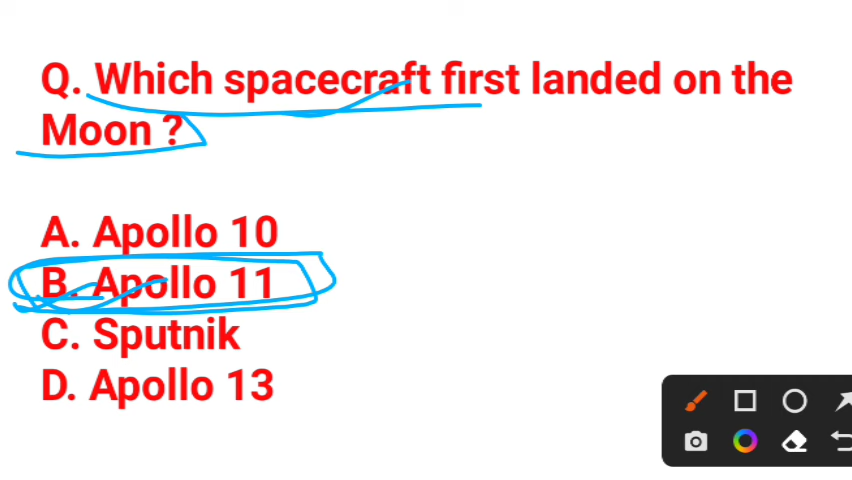 Q. Which spacecraft first landed on the
Moon ?
A. Apollo 10
B. Apollo 11
C. Sputnik
D. Apollo 13